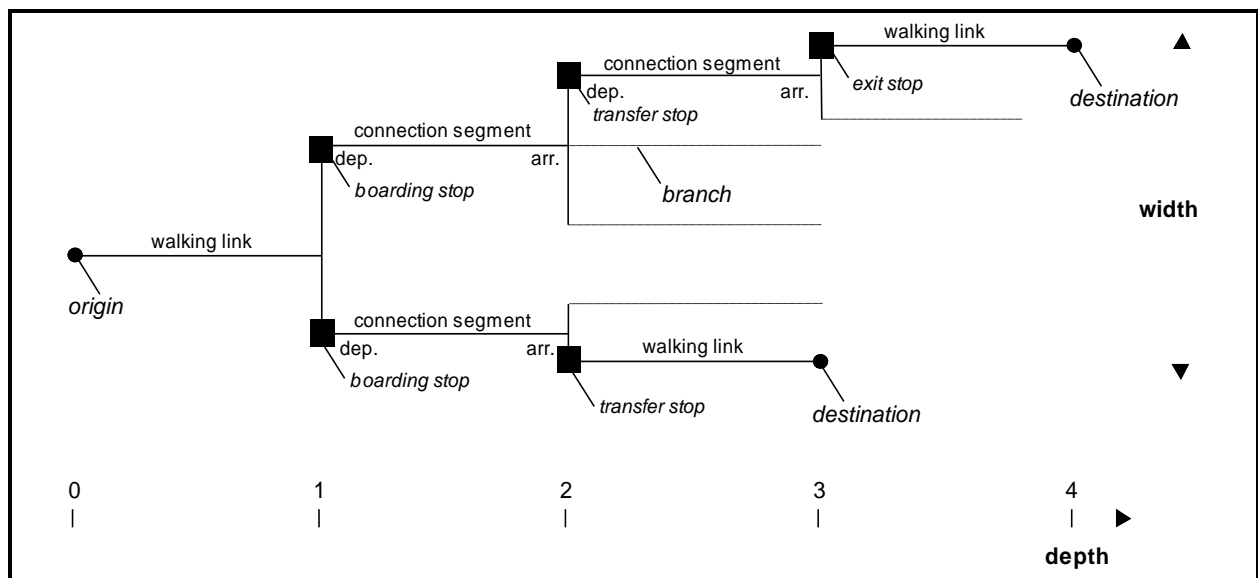 walking link
connection segment
dep.
arr.
exit stop
transfer stop
destination
connection segment
dep.
arr.
boarding stop
branch
width
walking link
origin
connection segment
dep.
arr.
walking link
boarding stop
transfer stop
destination
0 1 2 3 4
depth